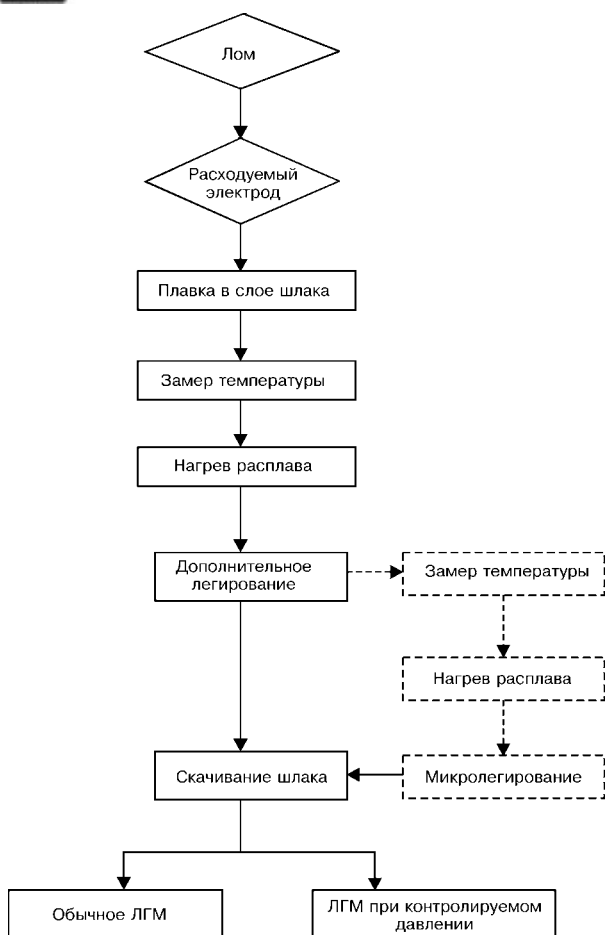 Лом
Расходуемый
электрод
Плавка в слое шлака
Замер температуры
Нагрев расплава
Дополнительное
легирование
Замер температуры
Нагрев расплава
Скачивание шлака
Микролегирование
Обычное ЛГМ
ЛГМ при контролируемом
давлении